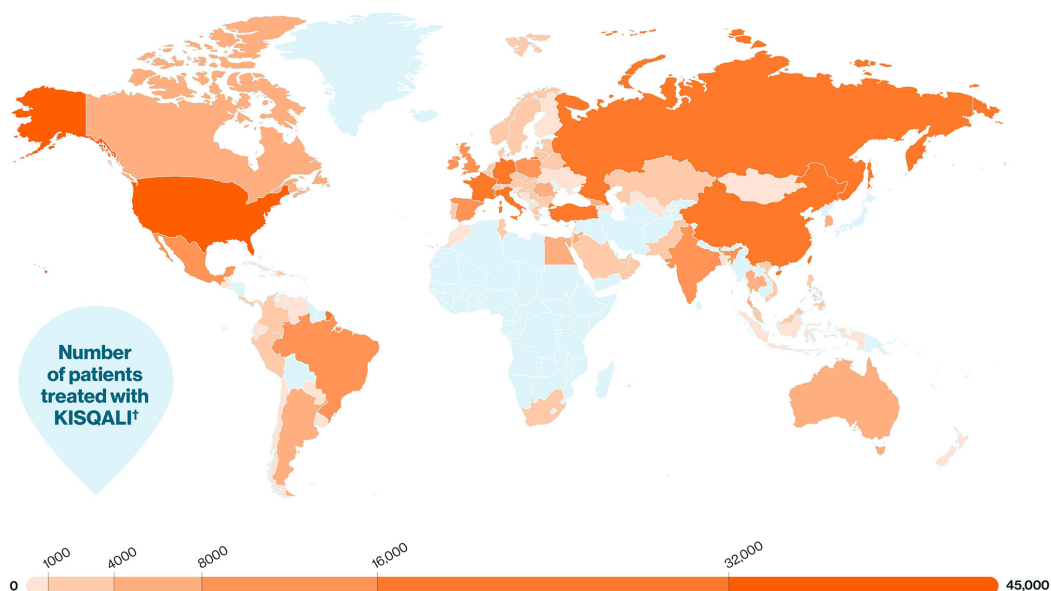 Number
of patients
treated with
KISQALI†
0
1000
4000
8000
16,000
32,000
45,000